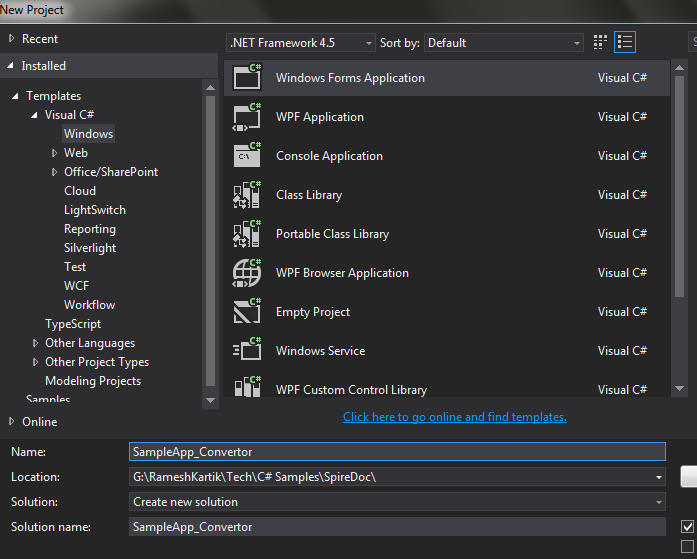 New Project
Recent
.NET Framework 4.5
Sort by:
Default
Installed
Templates
Visual C#
Windows
Web
Office/SharePoint
Cloud
LightSwitch
Reporting
Silverlight
Test
WCF
Workflow
TypeScript
Other Languages
Other Project Types
Modeling Projects
Samples
Online
C# Windows Forms Application Visual C#
C# WPF Application Visual C#
C# C:\ Console Application Visual C#
C# Class Library Visual C#
C# Portable Class Library Visual C#
C# WPF Browser Application Visual C#
C# Empty Project Visual C#
C# Windows Service Visual C#
C# WPF Custom Control Library Visual C#
Click here to go online and find templates.
Name: SampleApp_Convertor
Location: G:\RameshKartik\Tech\C# Samples\SpireDoc\
Solution: Create new solution
Solution name: SampleApp_Convertor